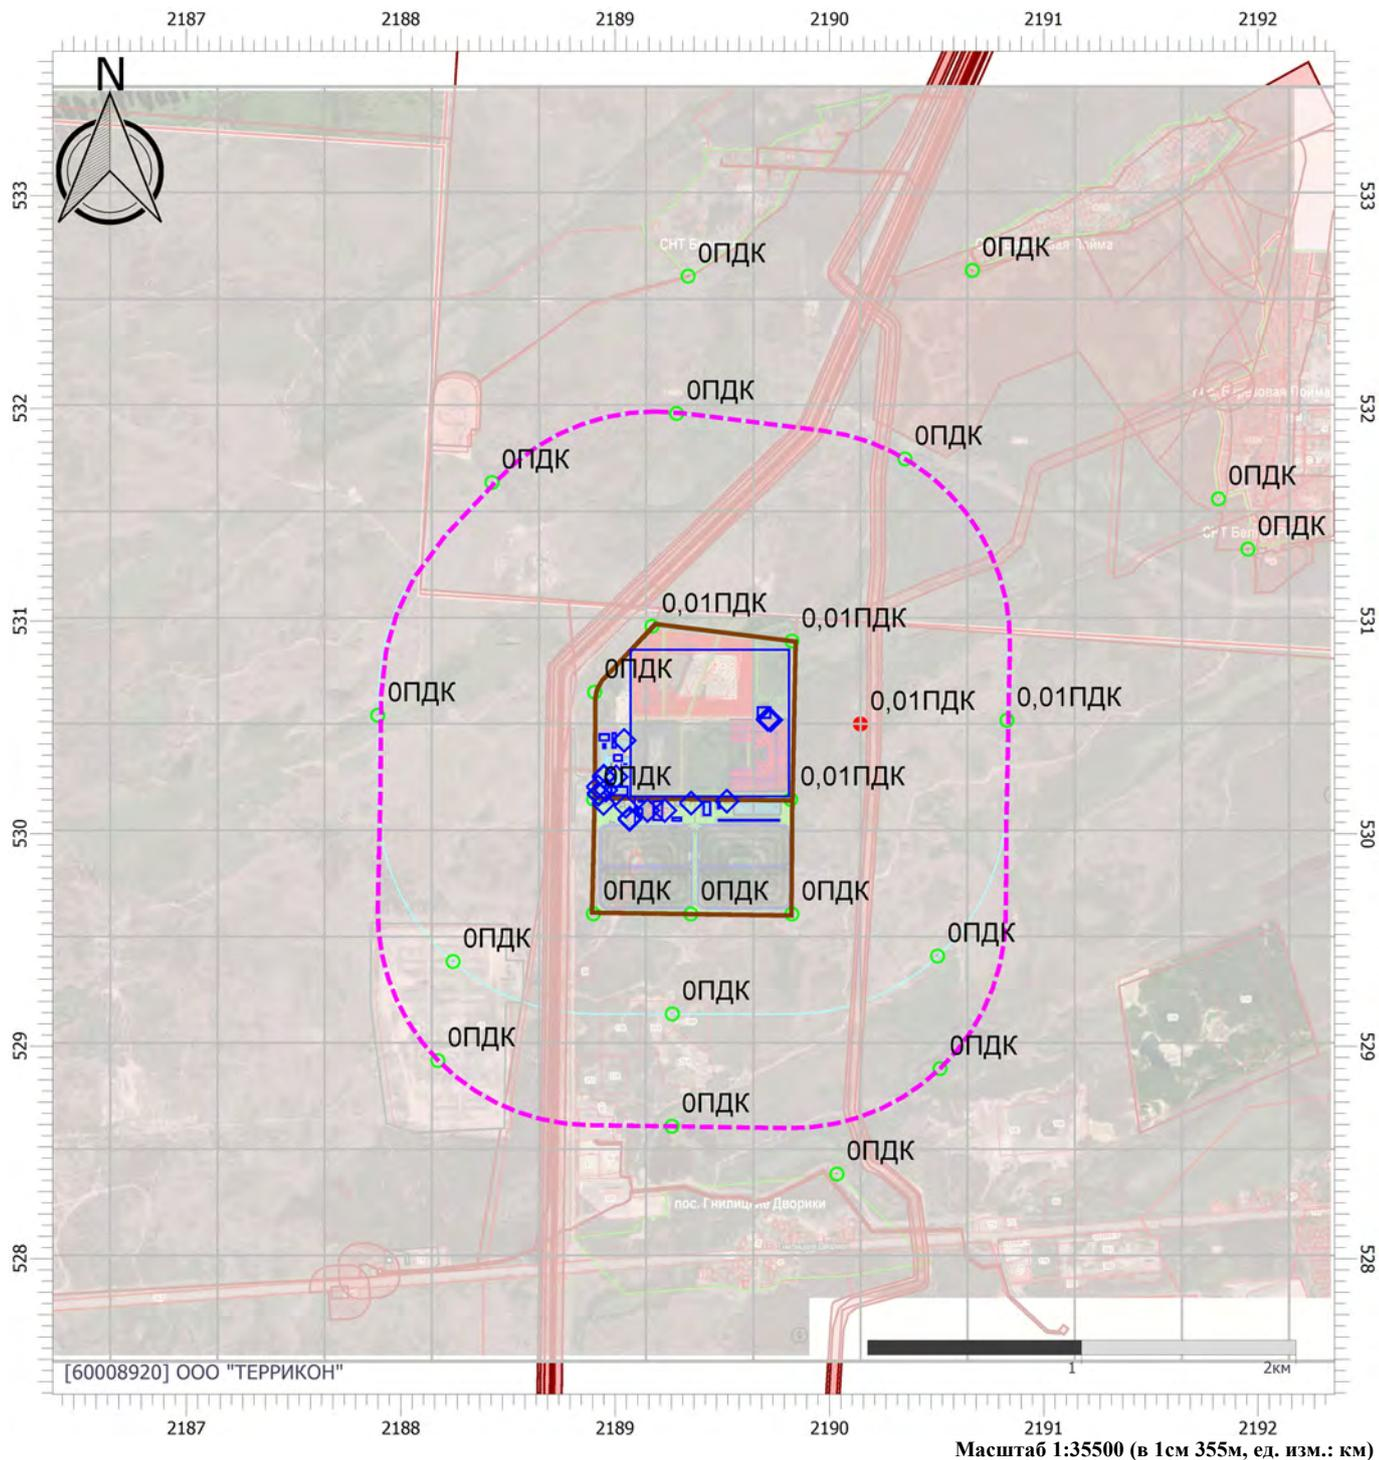 2187 2188 2189 2190 2191 2192
N
533 533
СНТ
0ПДК
0ПДК
532 532
0ПДК
0ПДК
0ПДК
0ПДК
0ПДК
531 531
0,01ПДК
0,01ПДК
0ПДК
0ПДК
0,01ПДК
0,01ПДК
0ПДК
0,01ПДК
530 530
0ПДК
0ПДК
0ПДК
0ПДК
0ПДК
0ПДК
0ПДК
0ПДК
529 529
0ПДК
0ПДК
пос. Гнилицкие Дворики
528 528
1 2км
[60008920] ООО "ТЕРРИКОН"
2187 2188 2189 2190 2191 2192
Масштаб 1:35500 (в 1см 355м, ед. изм.: км)